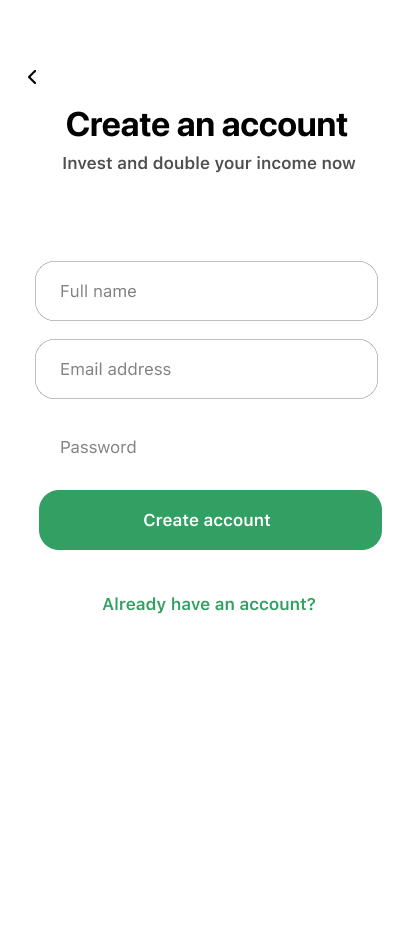 Create an account
Invest and double your income now
Full name
Email address
Password
Create account
Already have an account?